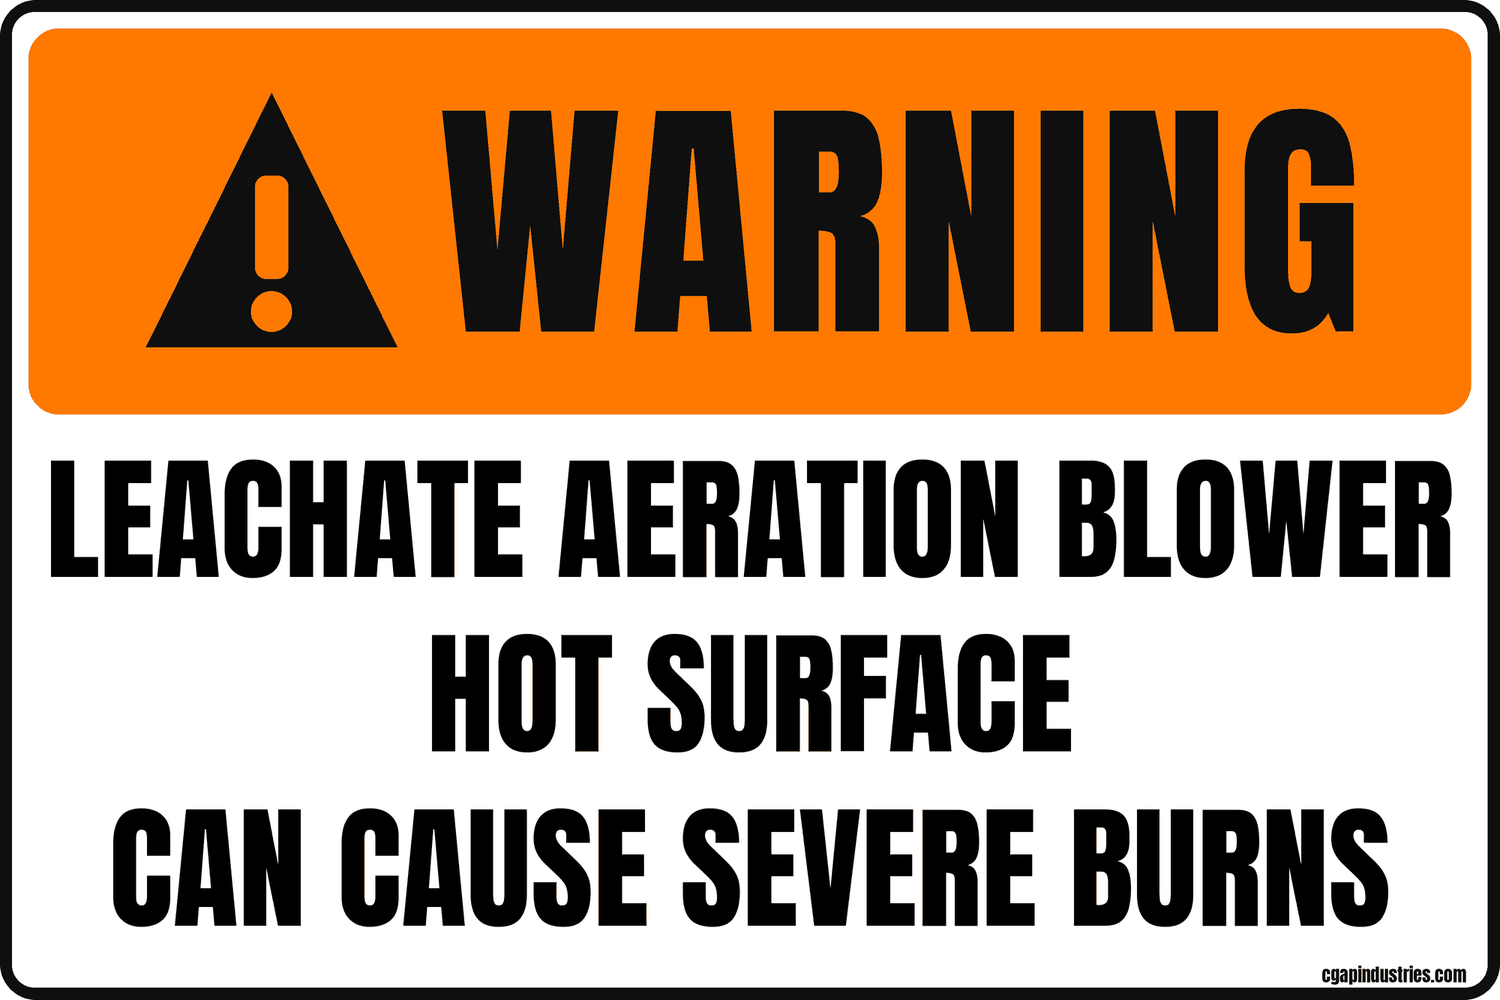 WARNING
LEACHATE AERATION BLOWER
HOT SURFACE
CAN CAUSE SEVERE BURNS
cgapindustries.com